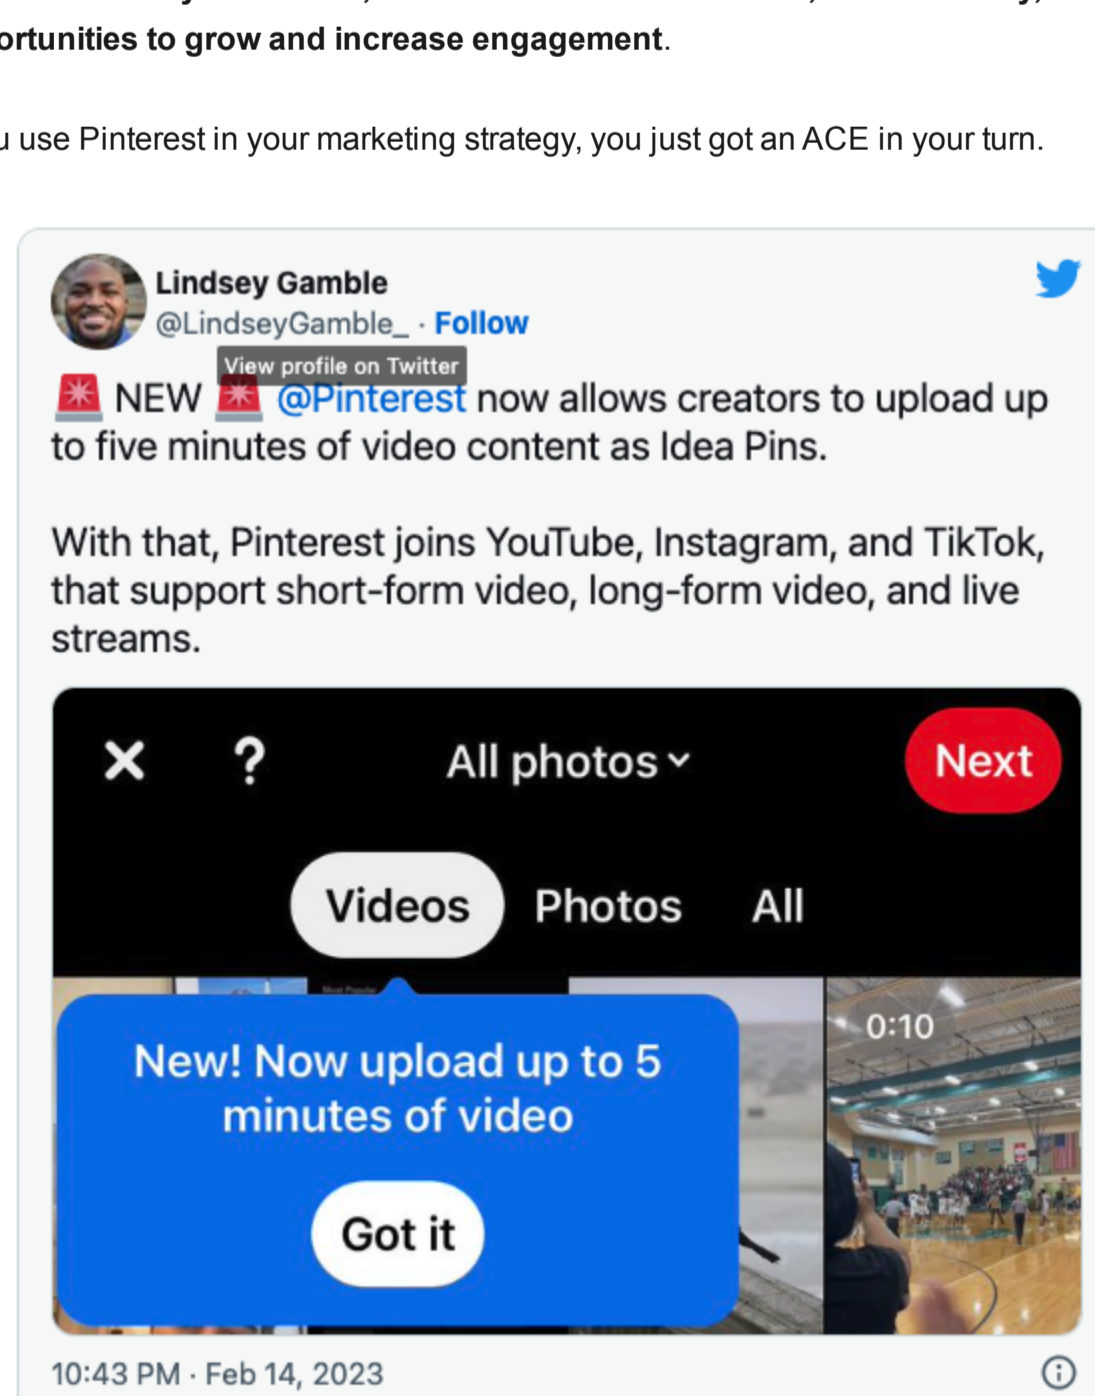 ortunities to grow and increase engagement.
u use Pinterest in your marketing strategy, you just got an ACE in your turn.
Lindsey Gamble
@LindseyGamble_ · Follow
View profile on Twitter
🚨 NEW 🚨 @Pinterest now allows creators to upload up
to five minutes of video content as Idea Pins.
With that, Pinterest joins YouTube, Instagram, and TikTok,
that support short-form video, long-form video, and live
streams.
All photos
Next
Videos Photos All
Most Popular
0:10
New! Now upload up to 5
minutes of video
Got it
10:43 PM · Feb 14, 2023